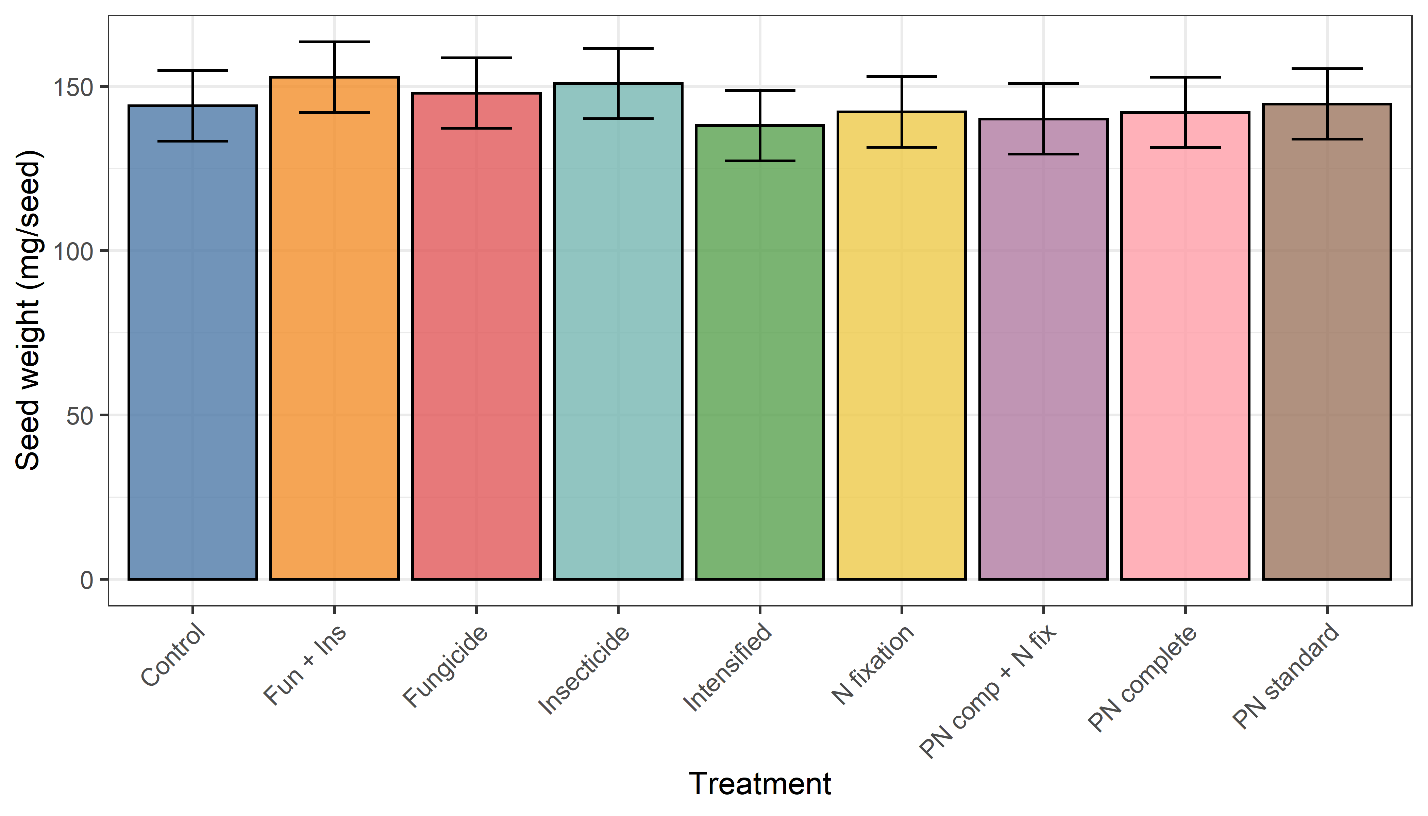 Seed weight (mg/seed)
150
100
50
0
Control
Fun + Ins
Fungicide
Insecticide
Intensified
N fixation
PN comp + N fix
PN complete
PN standard
Treatment